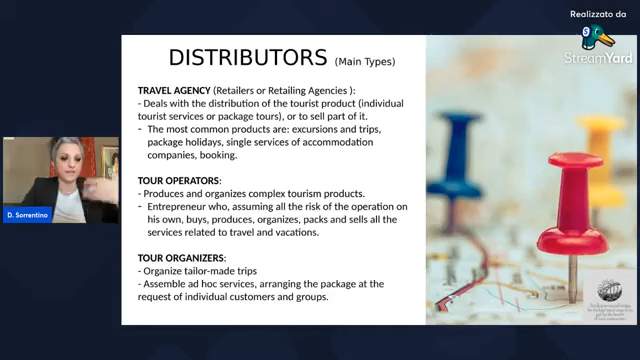 Realizzato da
StreamYard
DISTRIBUTORS (Main Types)
TRAVEL AGENCY (Retailers or Retailing Agencies ):
- Deals with the distribution of the tourist product (individual
tourist services or package tours), or to sell part of it.
- The most common products are: excursions and trips,
package holidays, single services of accommodation
companies, booking.
TOUR OPERATORS:
- Produces and organizes complex tourism products.
- Entrepreneur who, assuming all the risk of the operation on
his own, buys, produces, organizes, packs and sells all the
services related to travel and vacations.
TOUR ORGANIZERS:
- Organize tailor-made trips
- Assemble ad hoc services, arranging the package at the
request of individual customers and groups.
D. Sorrentino